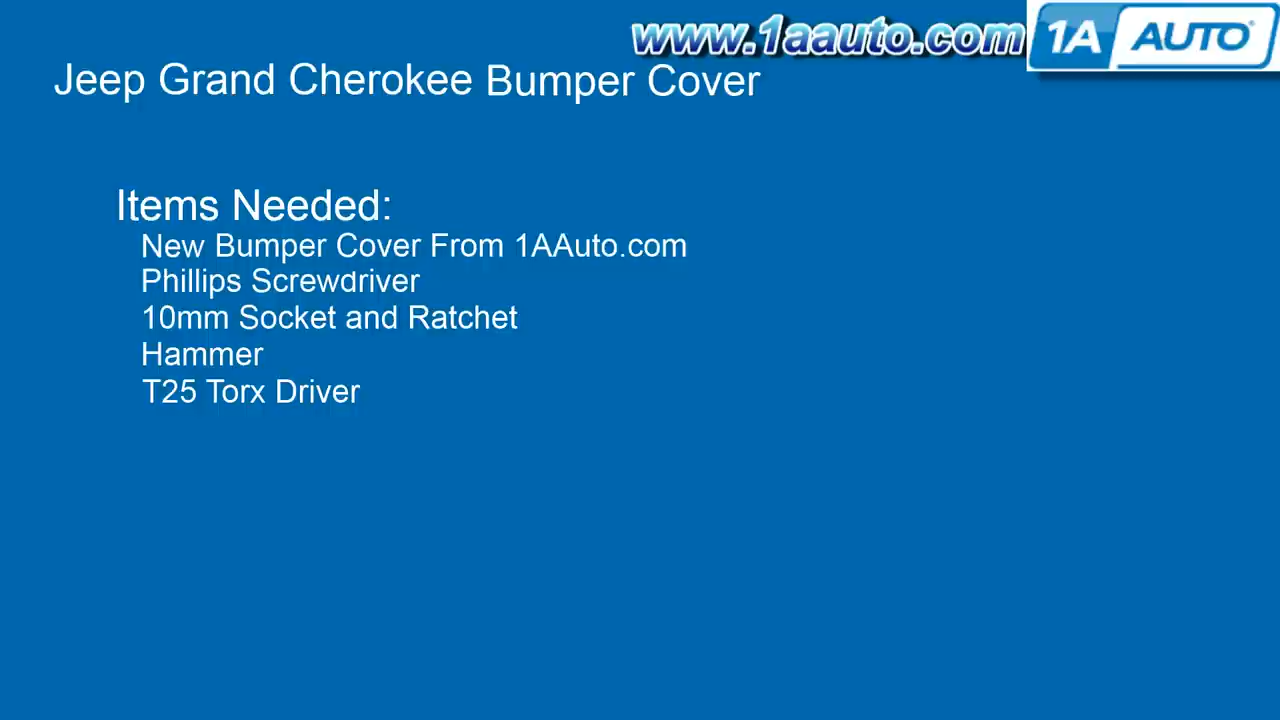 www.1aauto.com
1A AUTO
Jeep Grand Cherokee Bumper Cover
Items Needed:
New Bumper Cover From 1AAuto.com
Phillips Screwdriver
10mm Socket and Ratchet
Hammer
T25 Torx Driver